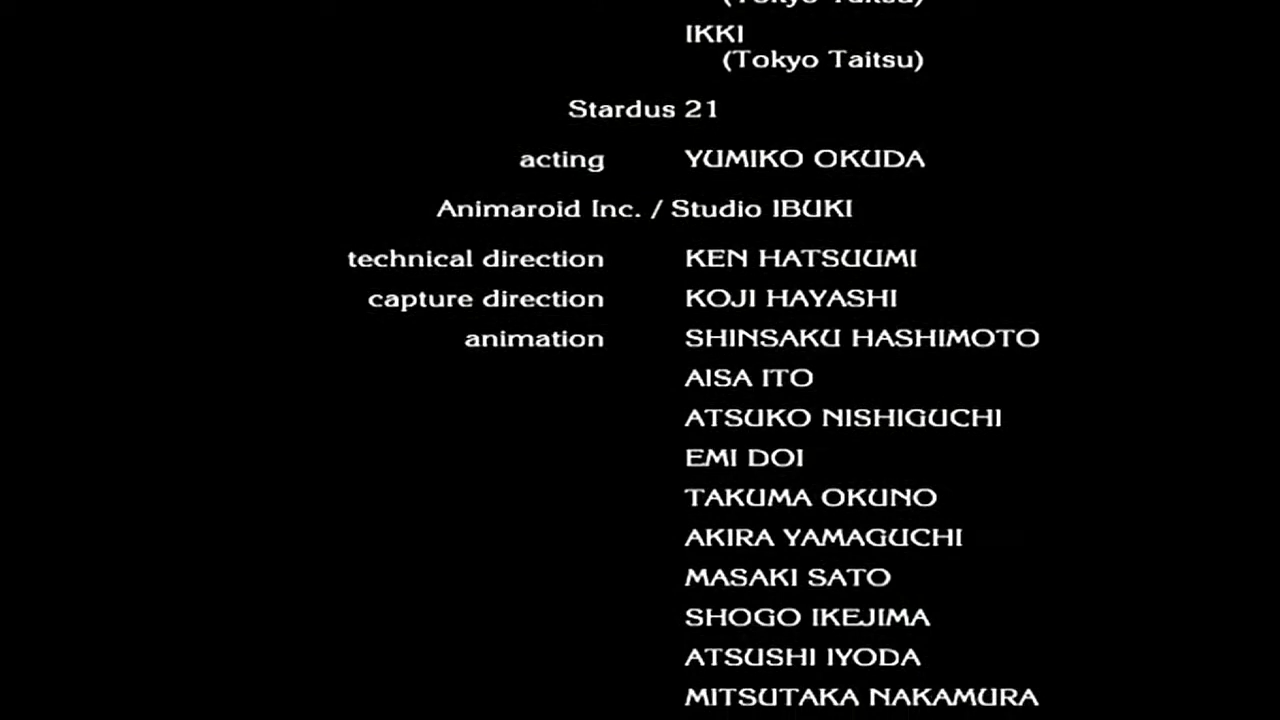 IKKI
(Tokyo Taitsu)
Stardus 21
acting YUMIKO OKUDA
Animaroid Inc. / Studio IBUKI
technical direction KEN HATSUUMI
capture direction KOJI HAYASHI
animation SHINSAKU HASHIMOTO
AISA ITO
ATSUKO NISHIGUCHI
EMI DOI
TAKUMA OKUNO
AKIRA YAMAGUCHI
MASAKI SATO
SHOGO IKEJIMA
ATSUSHI IYODA
MITSUTAKA NAKAMURA